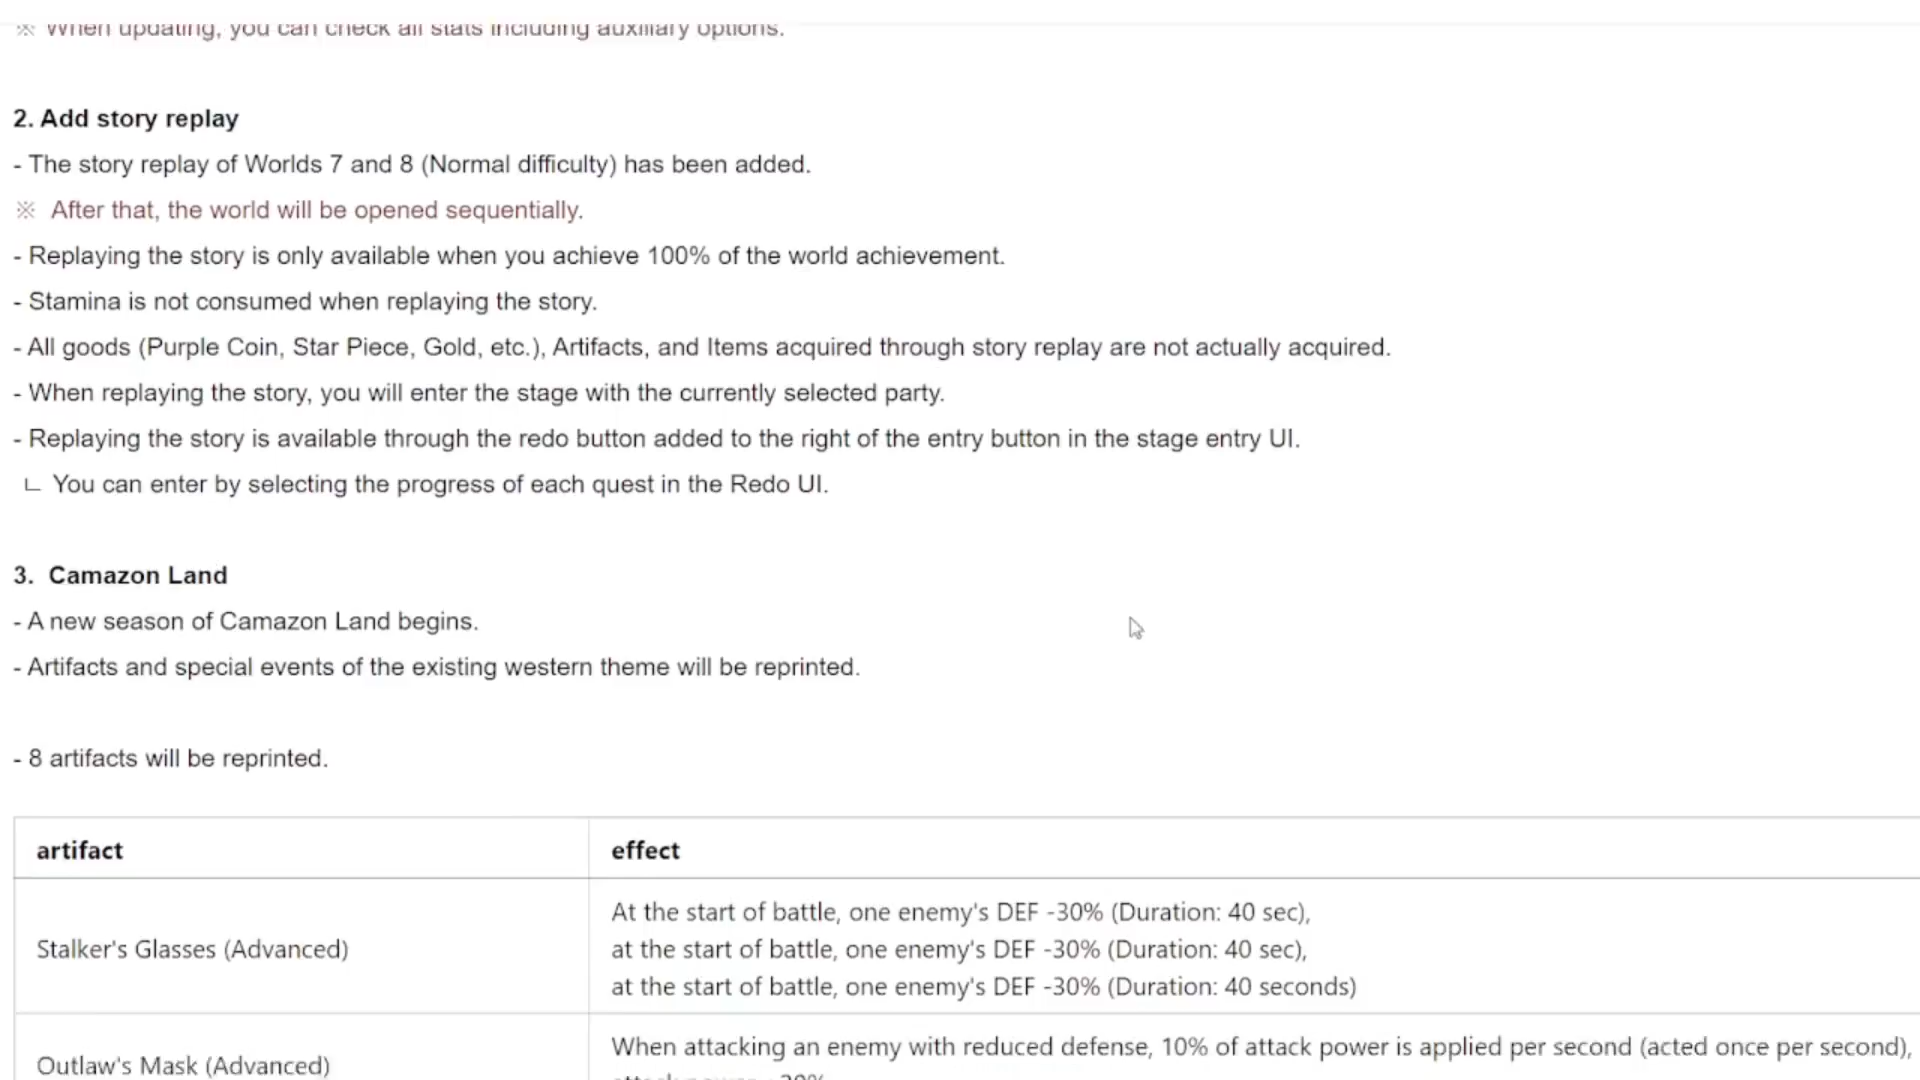 ※ When updating, you can check all stats including auxiliary options.
2. Add story replay
- The story replay of Worlds 7 and 8 (Normal difficulty) has been added.
※ After that, the world will be opened sequentially.
- Replaying the story is only available when you achieve 100% of the world achievement.
- Stamina is not consumed when replaying the story.
- All goods (Purple Coin, Star Piece, Gold, etc.), Artifacts, and Items acquired through story replay are not actually acquired.
- When replaying the story, you will enter the stage with the currently selected party.
- Replaying the story is available through the redo button added to the right of the entry button in the stage entry UI.
ㄴ You can enter by selecting the progress of each quest in the Redo UI.
3. Camazon Land
- A new season of Camazon Land begins.
- Artifacts and special events of the existing western theme will be reprinted.
- 8 artifacts will be reprinted.
artifact
effect
Stalker's Glasses (Advanced)
At the start of battle, one enemy's DEF -30% (Duration: 40 sec),
at the start of battle, one enemy's DEF -30% (Duration: 40 sec),
at the start of battle, one enemy's DEF -30% (Duration: 40 seconds)
Outlaw's Mask (Advanced)
When attacking an enemy with reduced defense, 10% of attack power is applied per second (acted once per second),